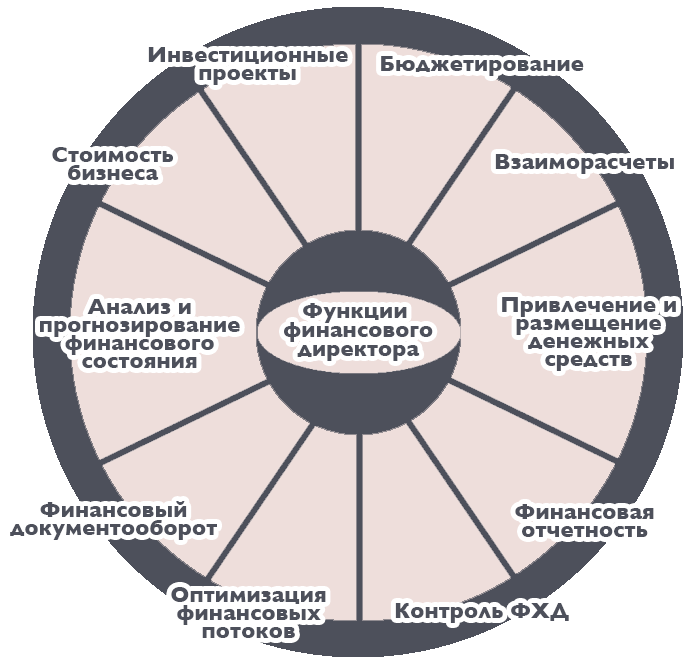 Инвестиционные
проекты
Бюджетирование
Стоимость
бизнеса
Взаиморасчеты
Анализ и
прогнозирование
финансового
состояния
Функции
финансового
директора
Привлечение и
размещение
денежных
средств
Финансовый
документооборот
Финансовая
отчетность
Оптимизация
финансовых
потоков
Контроль ФХД